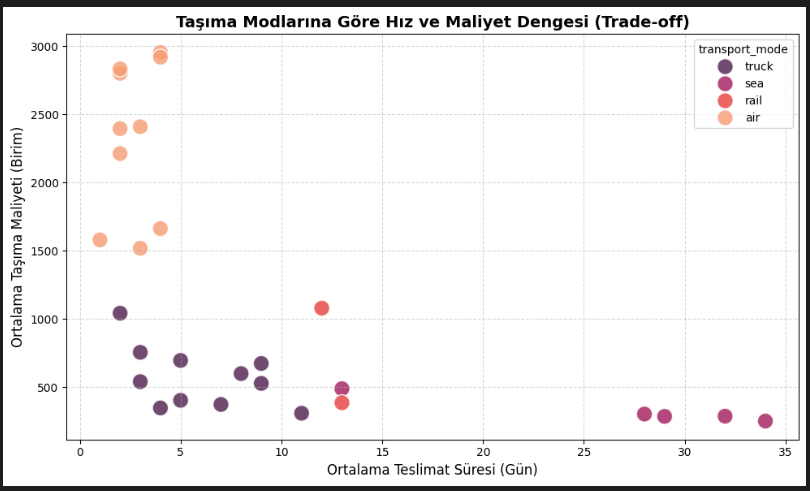 Taşıma Modlarına Göre Hız ve Maliyet Dengesi (Trade-off)
transport_mode
truck
sea
rail
air
Ortalama Taşıma Maliyeti (Birim)
3000
2500
2000
1500
1000
500
0 5 10 15 20 25 30 35
Ortalama Teslimat Süresi (Gün)